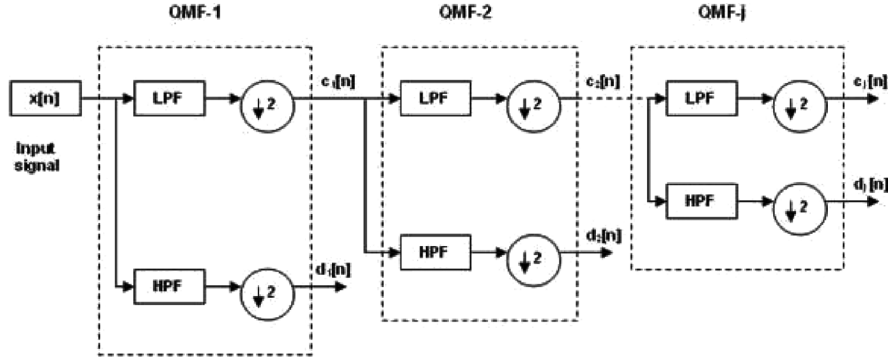 QMF-1 QMF-2 QMF-j
x[n] LPF ↓2 c₁[n] LPF ↓2 c₂[n] LPF ↓2 cⱼ[n]
Input
signal
HPF ↓2 dⱼ[n]
HPF ↓2 d₂[n]
HPF ↓2 d₁[n]